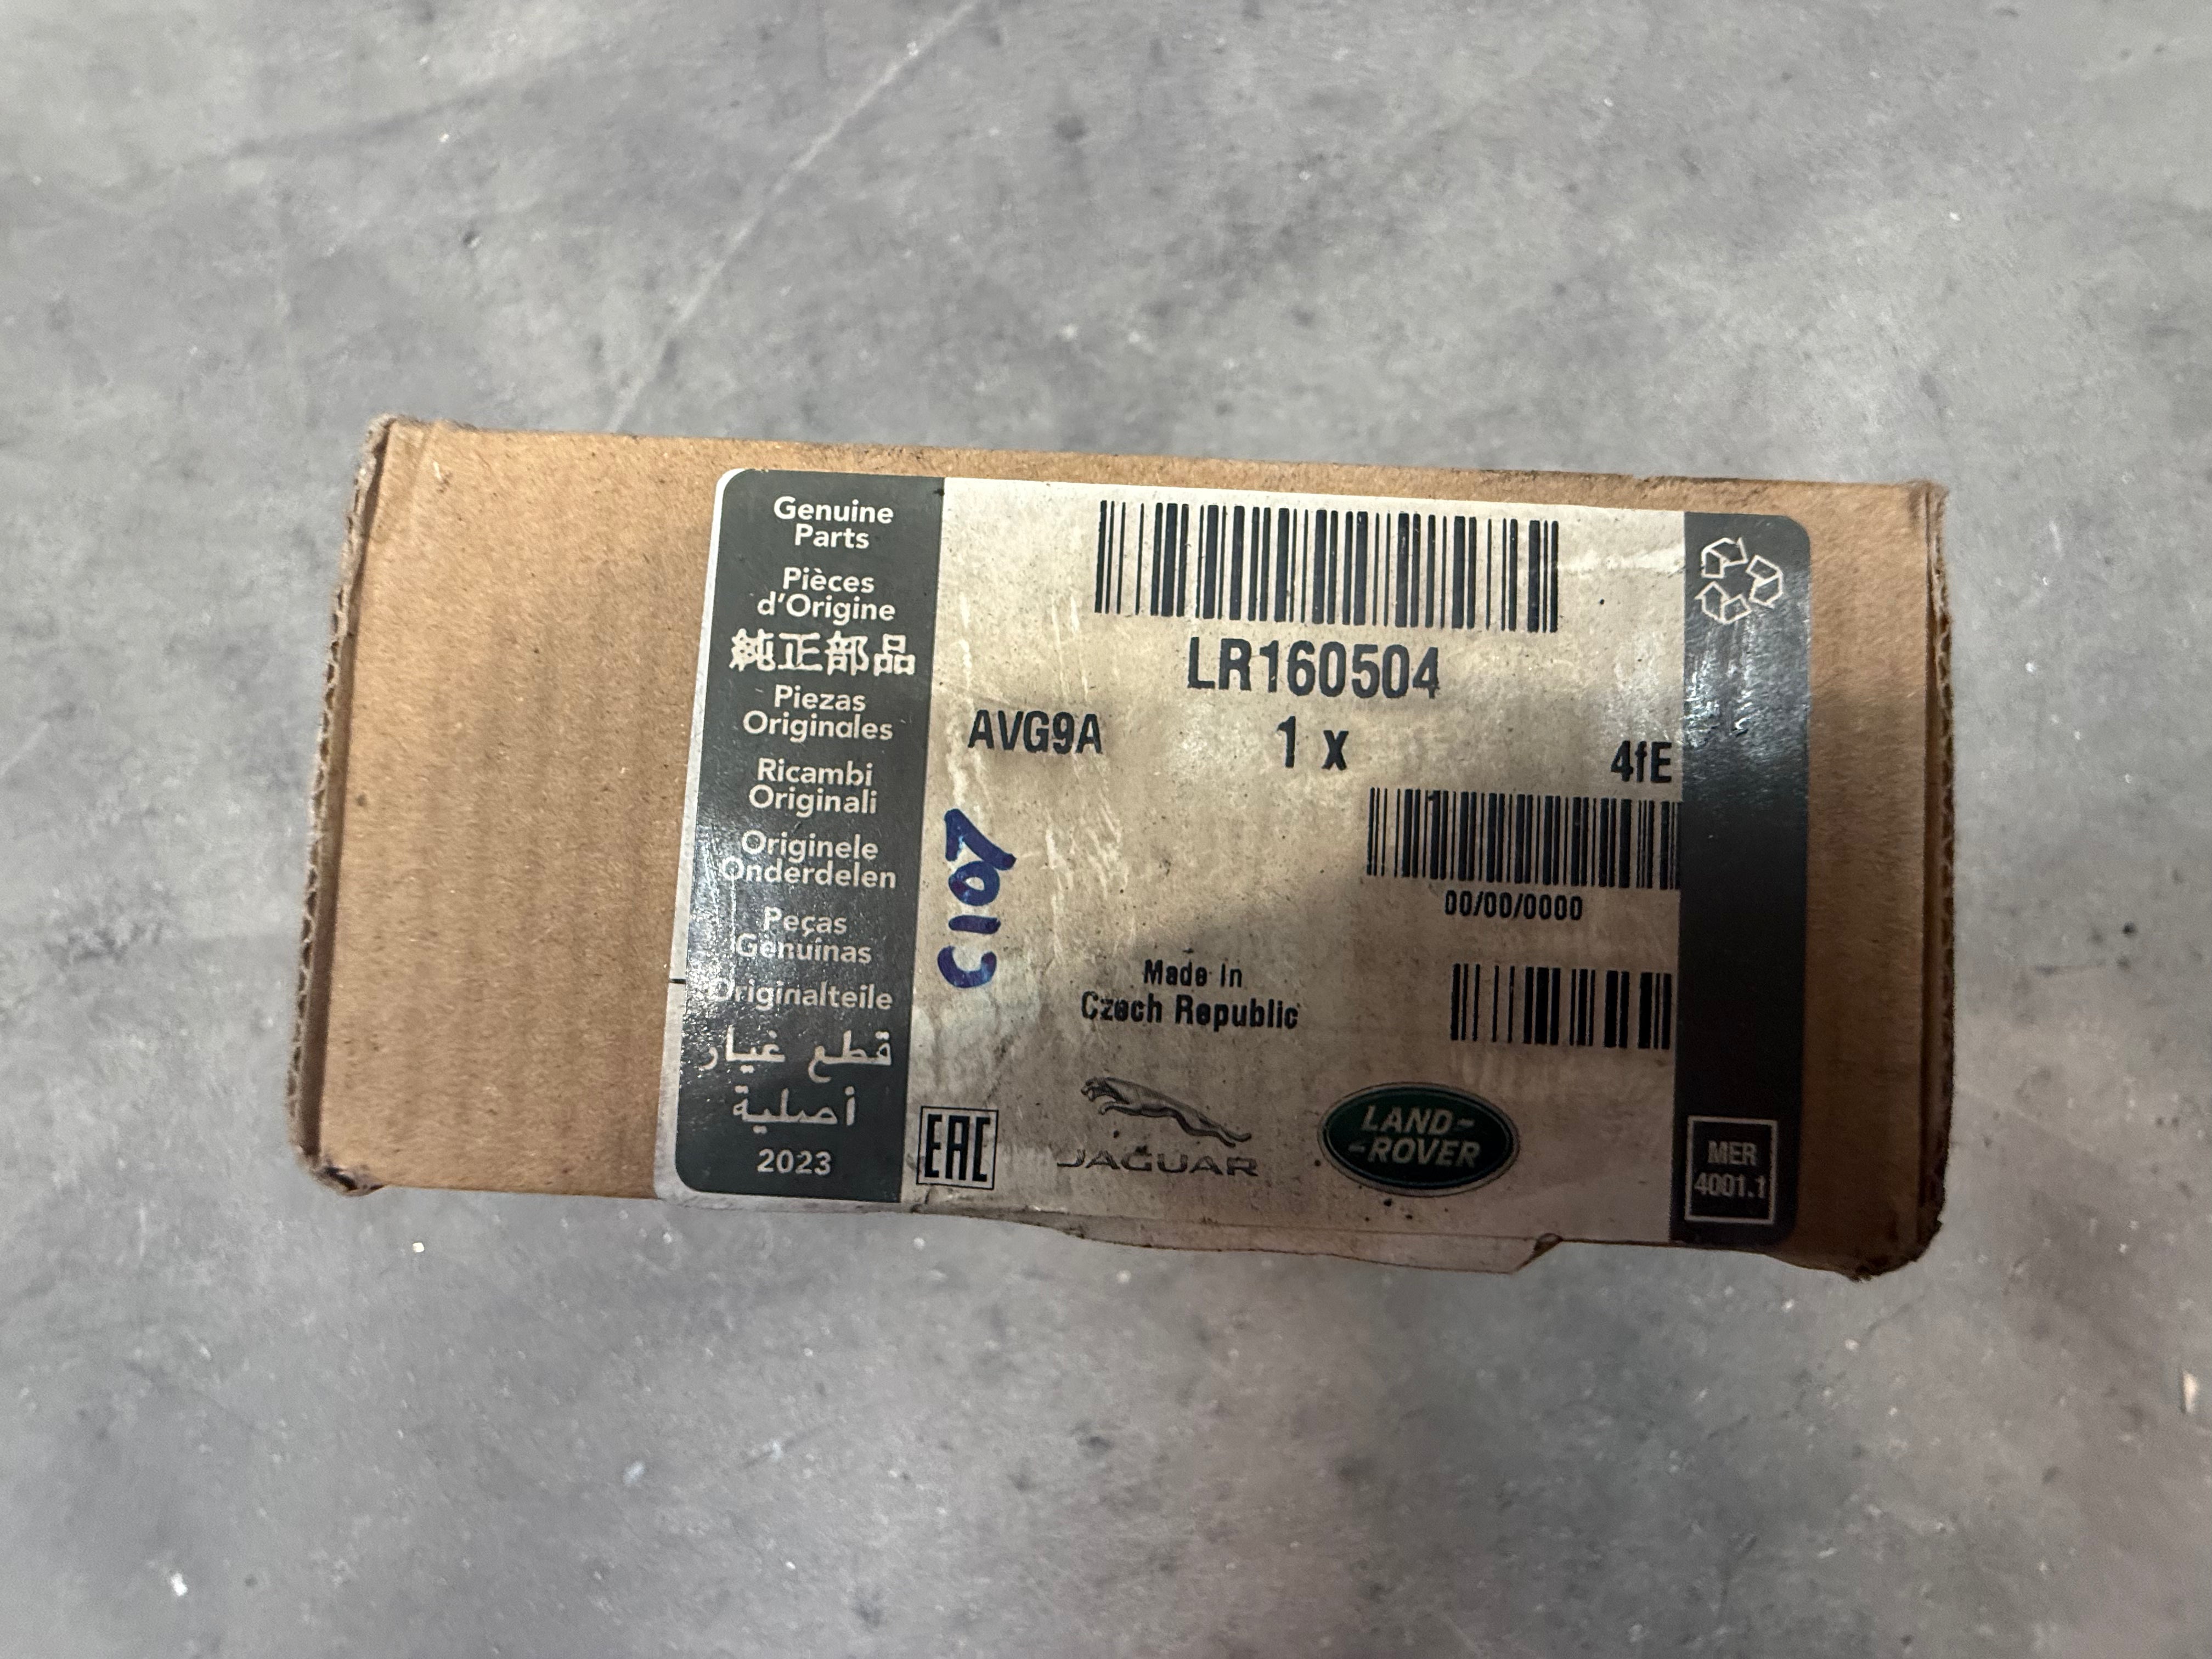 Genuine
Parts
Pièces
d'Origine
純正部品
Piezas
Originales
Ricambi
Originali
Originele
Onderdelen
Peças
Genuínas
Originalteile
قطع غيار
أصلية
2023
LR160504
AVG9A 1 x 4fE
C107
00/00/0000
Made In
Czech Republic
EAC
JAGUAR
LAND-
-ROVER
MER
4001.1